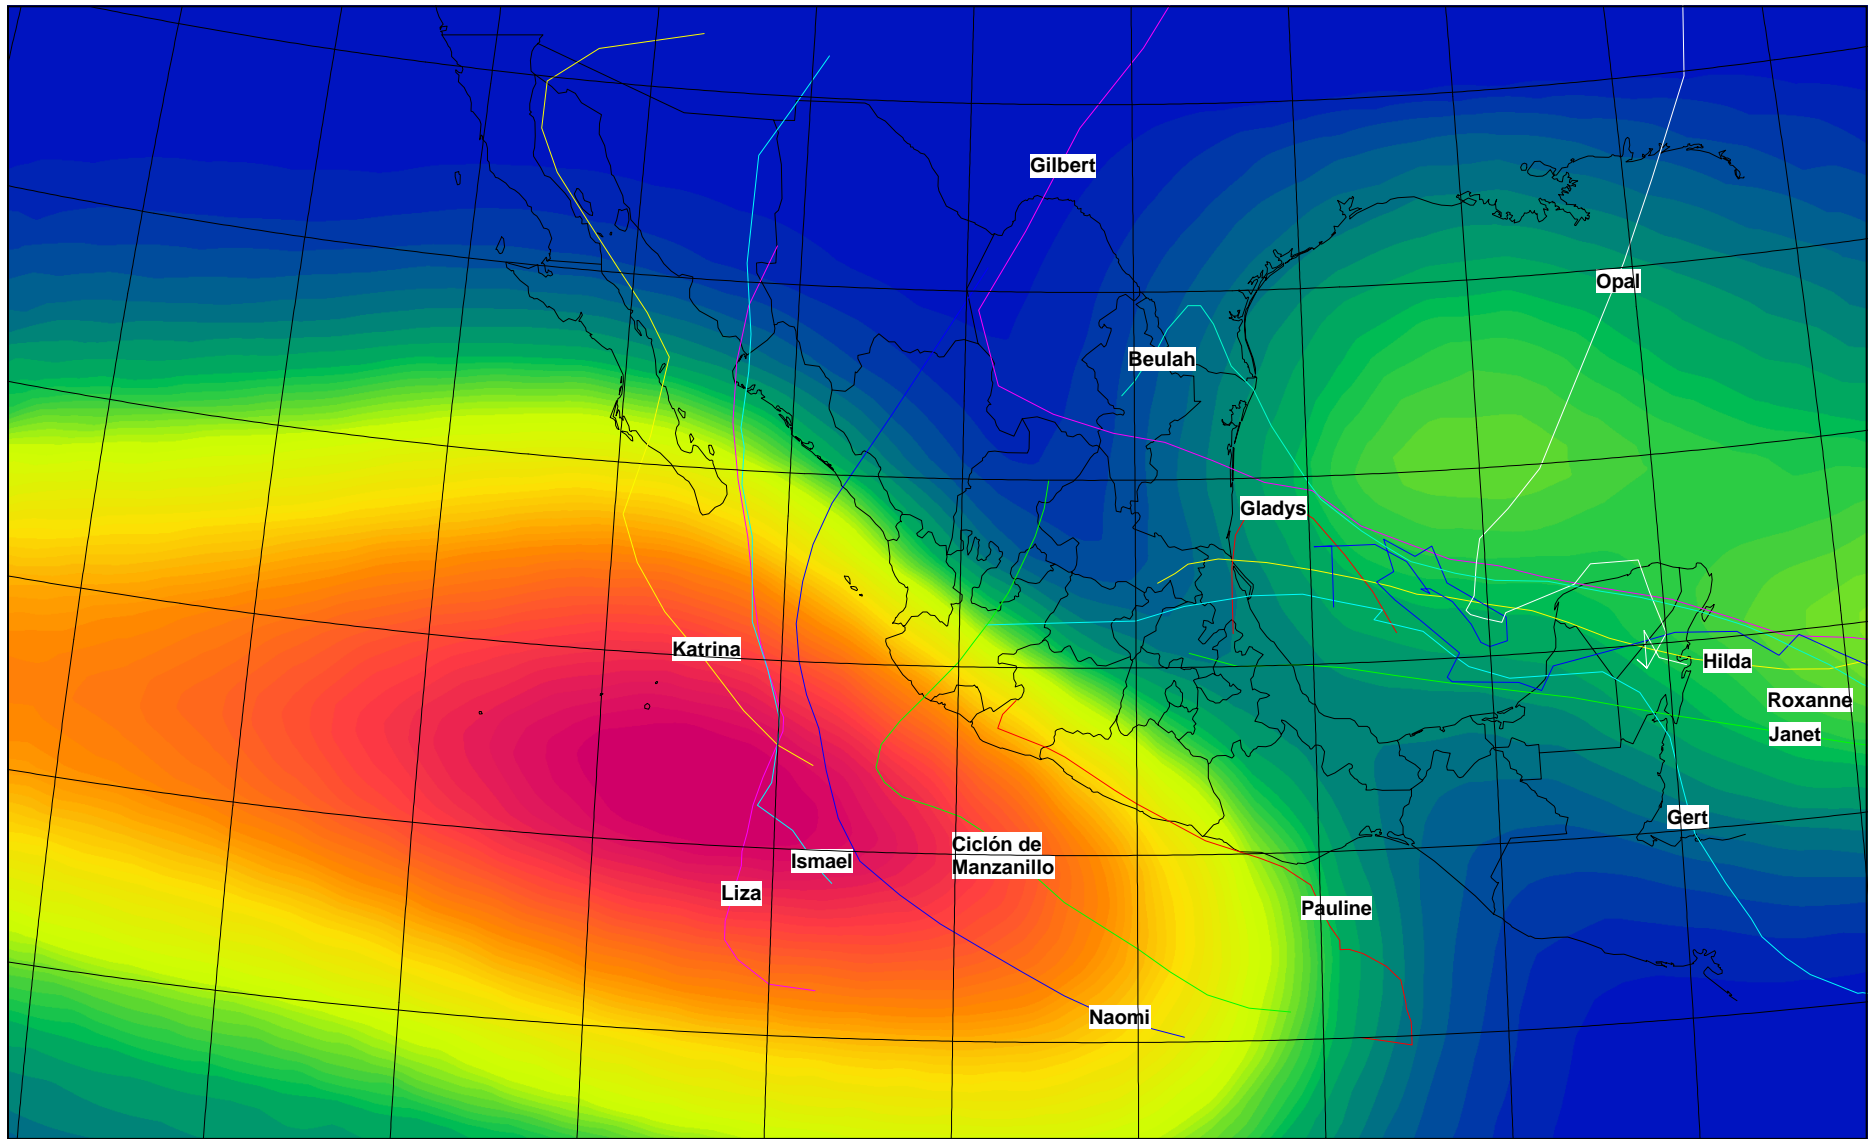 Gilbert
Opal
Beulah
Gladys
Katrina
Hilda
Roxanne
Janet
Gert
Ciclón de
Manzanillo
Ismael
Liza
Pauline
Naomi